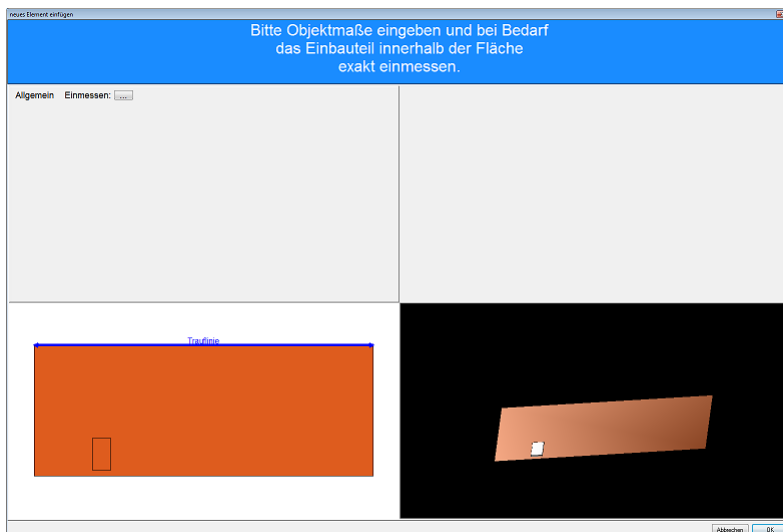 neues Element einfügen
Bitte Objektmaße eingeben und bei Bedarf
das Einbauteil innerhalb der Fläche
exakt einmessen.
Allgemein Einmessen: ...
Trauflinie
Abbrechen OK